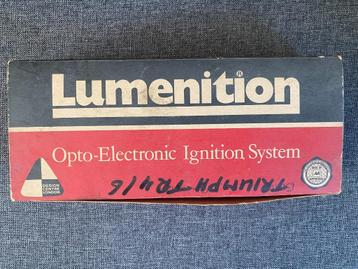 Lumenition®
Opto-Electronic Ignition System
DESIGN
CENTRE
LONDON
TRIUMPH TR4/6